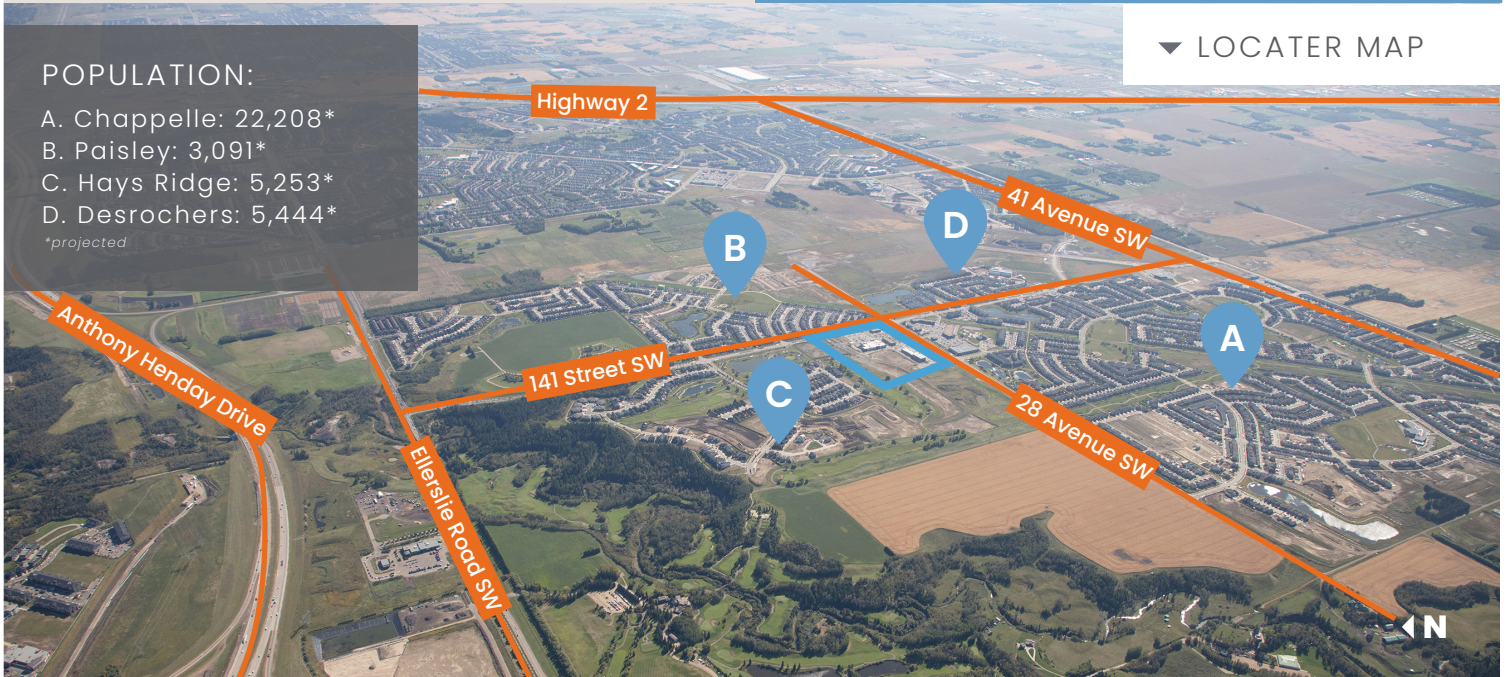 POPULATION:
A. Chappelle: 22,208*
B. Paisley: 3,091*
C. Hays Ridge: 5,253*
D. Desrochers: 5,444*
*projected
LOCATER MAP
Highway 2
41 Avenue SW
B
D
A
Anthony Henday Drive
141 Street SW
C
28 Avenue SW
Ellerslie Road SW
N